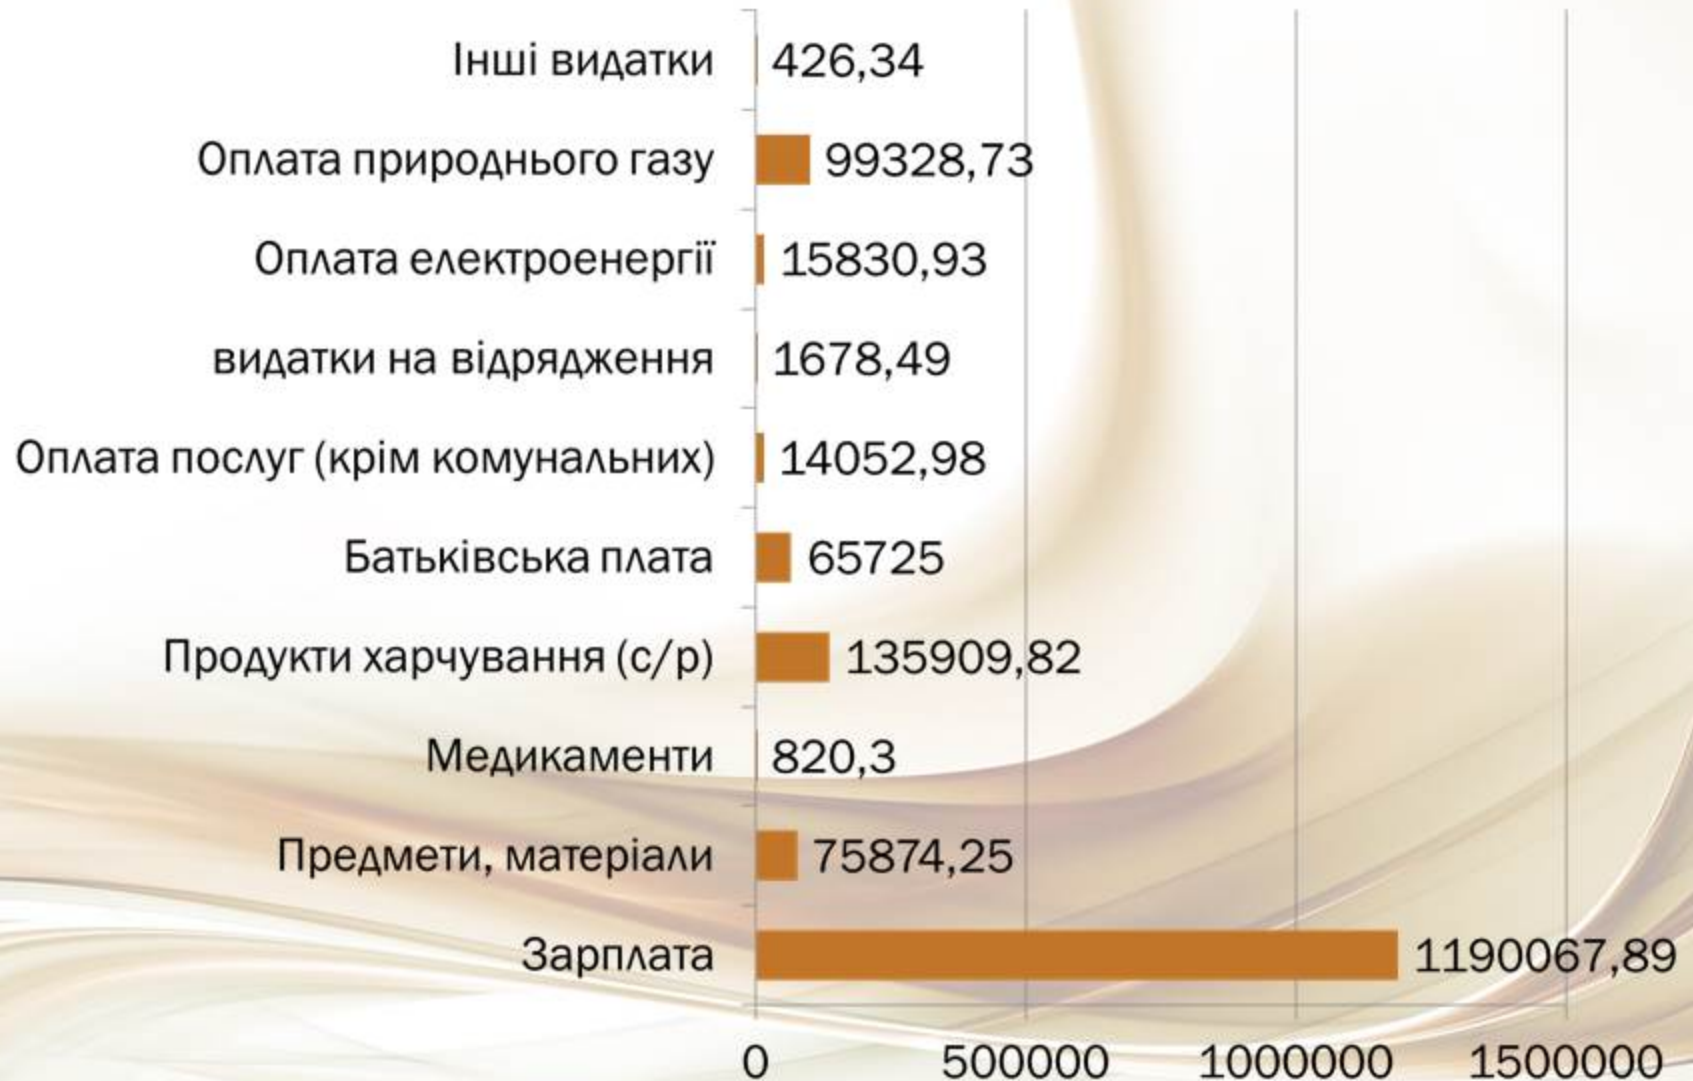 Інші видатки 426,34
Оплата природнього газу 99328,73
Оплата електроенергії 15830,93
видатки на відрядження 1678,49
Оплата послуг (крім комунальних) 14052,98
Батьківська плата 65725
Продукти харчування (с/р) 135909,82
Медикаменти 820,3
Предмети, матеріали 75874,25
Зарплата 1190067,89
0 500000 1000000 1500000